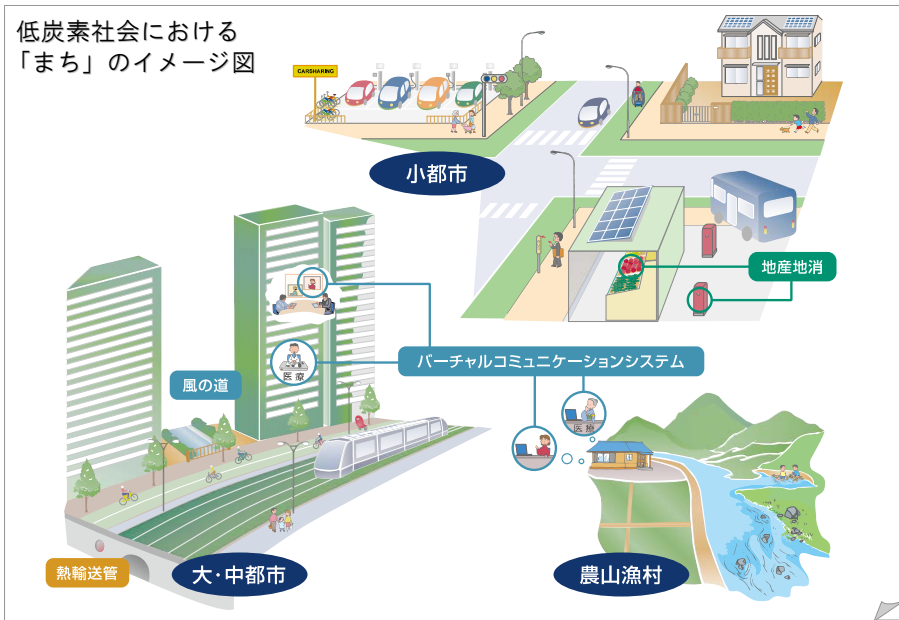 低炭素社会における
「まち」のイメージ図
CARSHARING
小都市
地産地消
バーチャルコミュニケーションシステム
医療
風の道
医療
熱輸送管
大・中都市
農山漁村